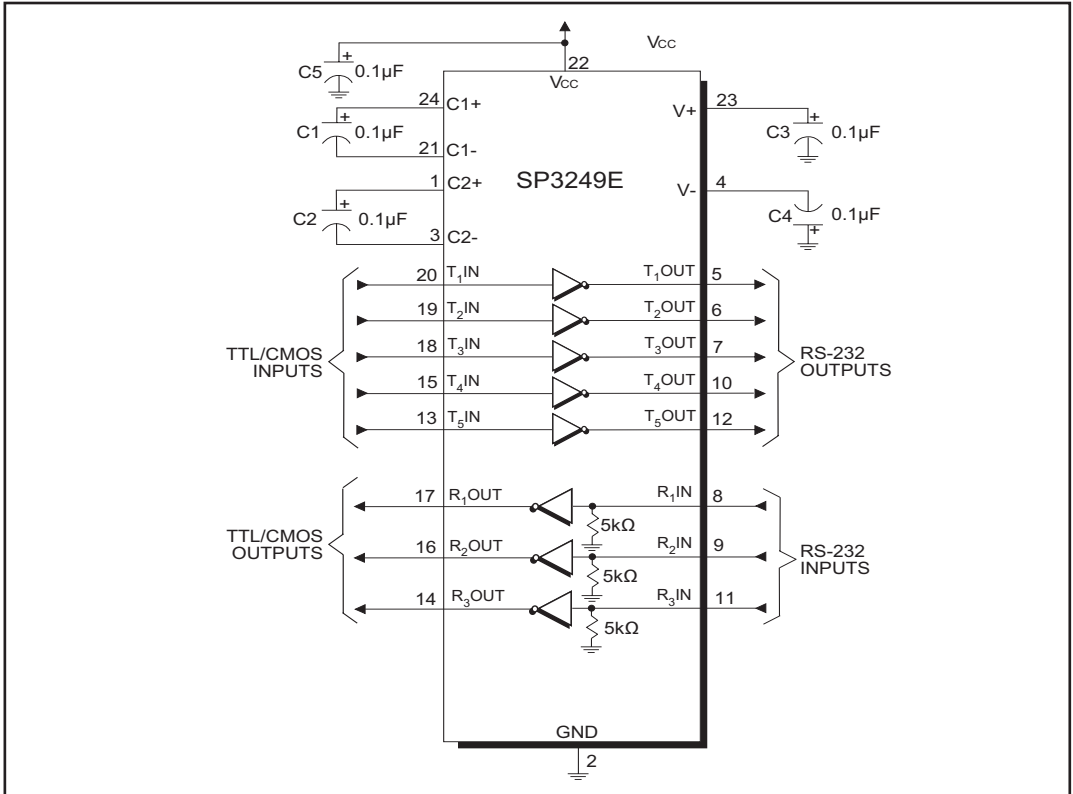 Vcc
22
Vcc
C5
+
0.1µF
24
C1+
C1
+
0.1µF
21
C1-
1
C2+
C2
+
0.1µF
3
C2-
SP3249E
V+
23
C3
+
0.1µF
V-
4
C4
0.1µF
+
TTL/CMOS
INPUTS
20 T1IN T1OUT 5
19 T2IN T2OUT 6
18 T3IN T3OUT 7
15 T4IN T4OUT 10
13 T5IN T5OUT 12
RS-232
OUTPUTS
TTL/CMOS
OUTPUTS
17 R1OUT R1IN 8
5kΩ
16 R2OUT R2IN 9
5kΩ
14 R3OUT R3IN 11
5kΩ
RS-232
INPUTS
GND
2